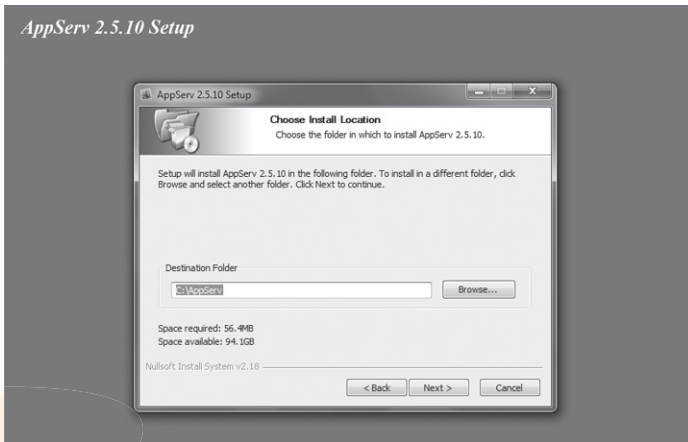 AppServ 2.5.10 Setup
AppServ 2.5.10 Setup
Choose Install Location
Choose the folder in which to install AppServ 2.5.10.
Setup will install AppServ 2.5.10 in the following folder. To install in a different folder, click
Browse and select another folder. Click Next to continue.
Destination Folder
C:\AppServ
Browse...
Space required: 56.4MB
Space available: 94.1GB
Nullsoft Install System v2.18
< Back Next > Cancel